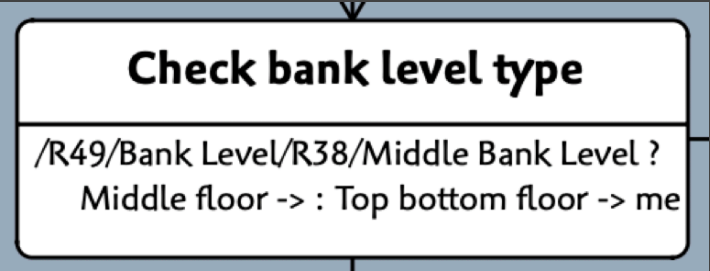 Check bank level type
/R49/Bank Level/R38/Middle Bank Level ?
Middle floor -> : Top bottom floor -> me